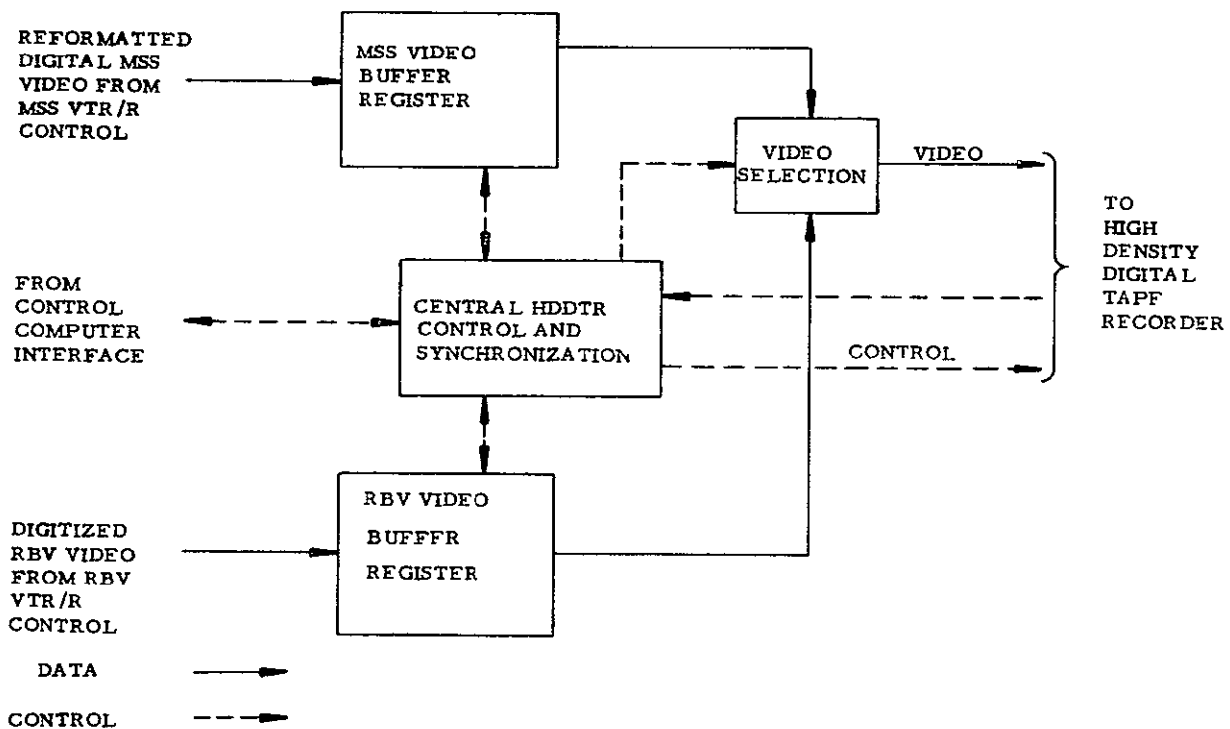 REFORMATTED
DIGITAL MSS
VIDEO FROM
MSS VTR/R
CONTROL
MSS VIDEO
BUFFER
REGISTER
VIDEO
SELECTION
VIDEO
TO
HIGH
DENSITY
DIGITAL
TAPF
RECORDER
FROM
CONTROL
COMPUTER
INTERFACE
CENTRAL HDDTR
CONTROL AND
SYNCHRONIZATION
CONTROL
RBV VIDEO
BUFFFR
REGISTER
DIGITIZED
RBV VIDEO
FROM RBV
VTR/R
CONTROL
DATA
CONTROL